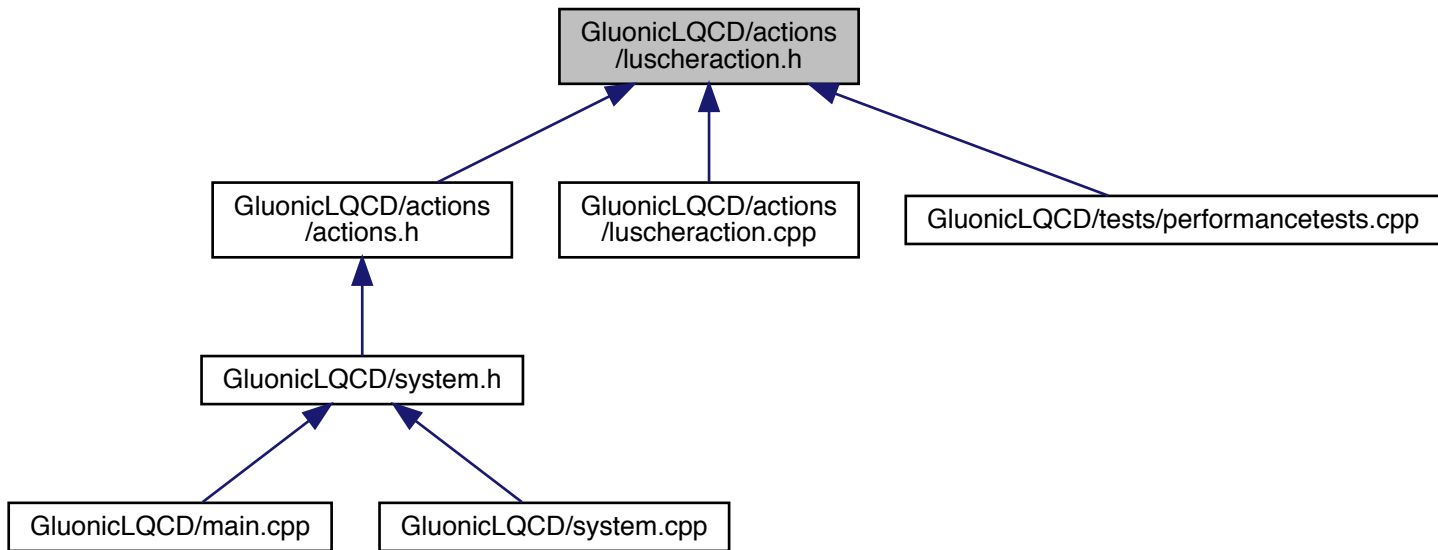 GluonicLQCD/actions
/luscheraction.h
GluonicLQCD/actions
/actions.h
GluonicLQCD/actions
/luscheraction.cpp
GluonicLQCD/tests/performancetests.cpp
GluonicLQCD/system.h
GluonicLQCD/main.cpp
GluonicLQCD/system.cpp